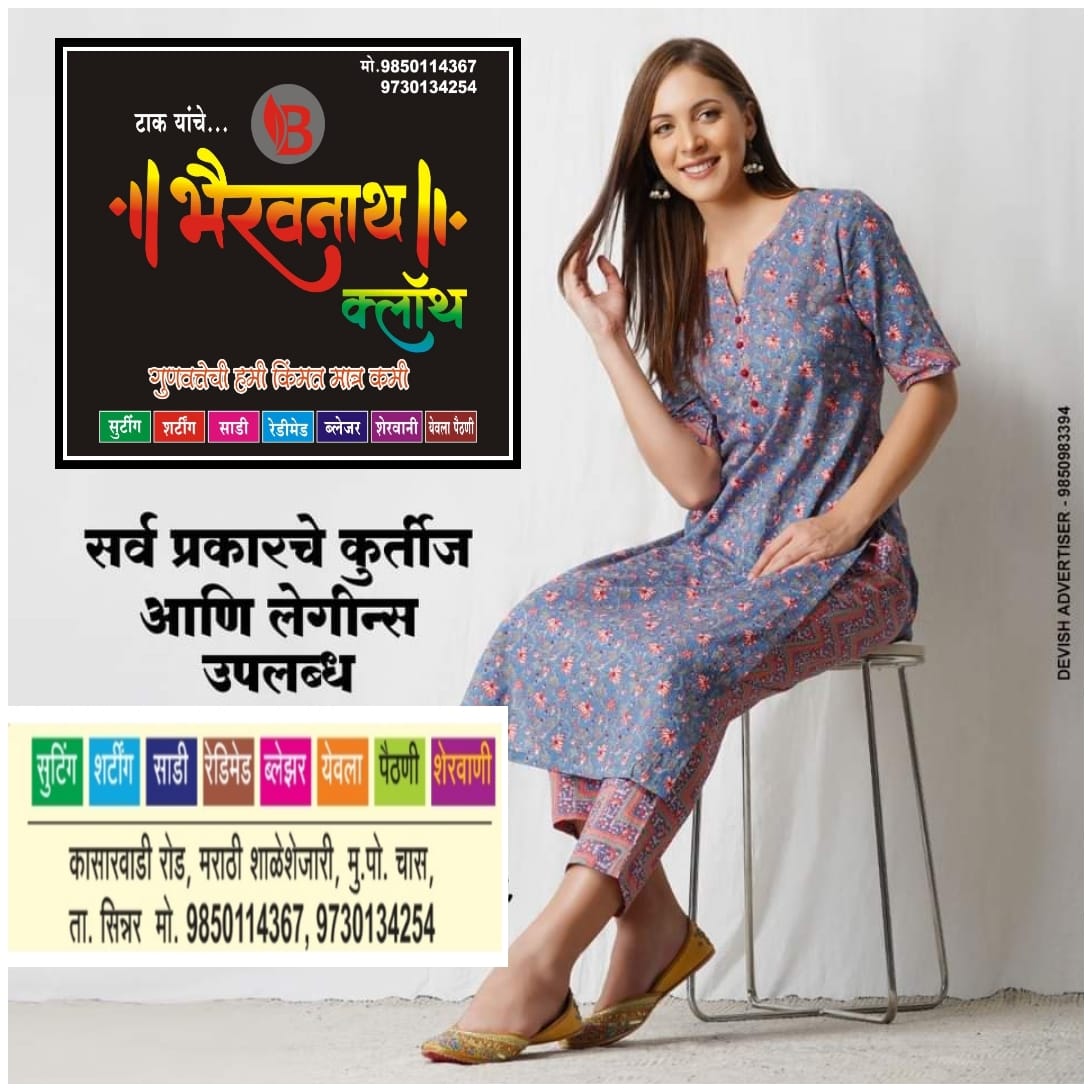 मो.9850114367
9730134254
टाक यांचे...
B
भैरवनाथ
क्लॉथ
गुणवत्तेची हमी किंमत मात्र कमी
सुटींग शर्टींग साडी रेडीमेड ब्लेजर शेरवानी येवला पैठणी
सर्व प्रकारचे कुर्तीज
आणि लेगीन्स
उपलब्ध
सुटिंग शर्टींग साडी रेडिमेड ब्लेझर येवला पैठणी शेरवाणी
कासारवाडी रोड, मराठी शाळेशेजारी, मु.पो. चास,
ता. सिन्नर मो. 9850114367, 9730134254
DEVISH ADVERTISER - 9850983394